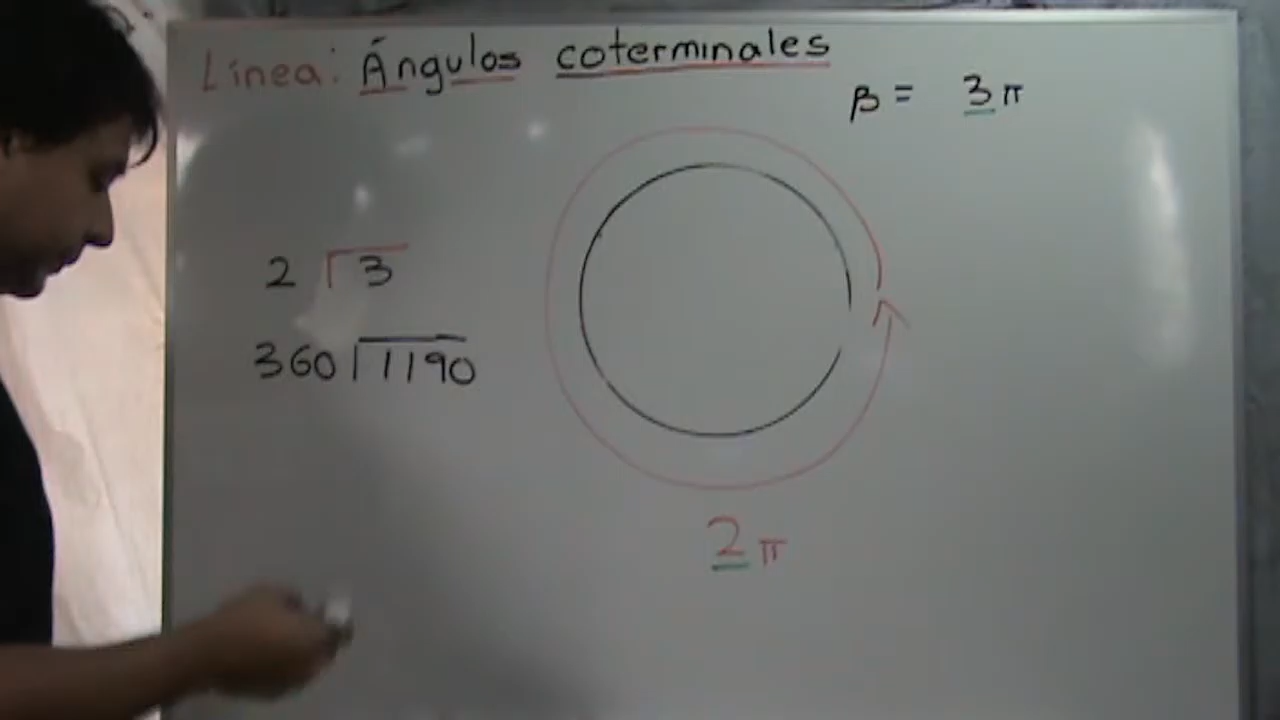 Línea: Ángulos coterminales
β = 3π
2 3
360 1190
2π